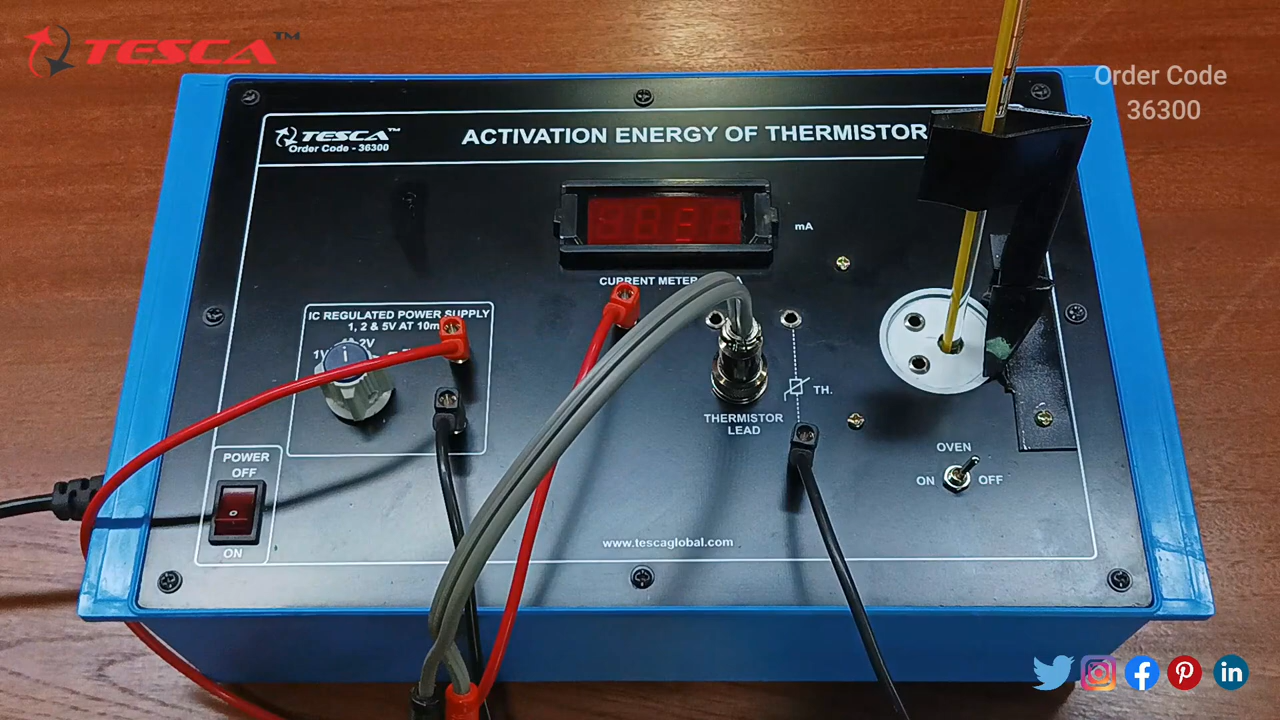 TESCA™
Order Code
36300
TESCA™
Order Code - 36300
ACTIVATION ENERGY OF THERMISTOR
mA
CURRENT METER
IC REGULATED POWER SUPPLY
1, 2 & 5V AT 10m
2V
1V
TH.
THERMISTOR
LEAD
POWER
OFF
ON
OVEN
ON
OFF
www.tescaglobal.com